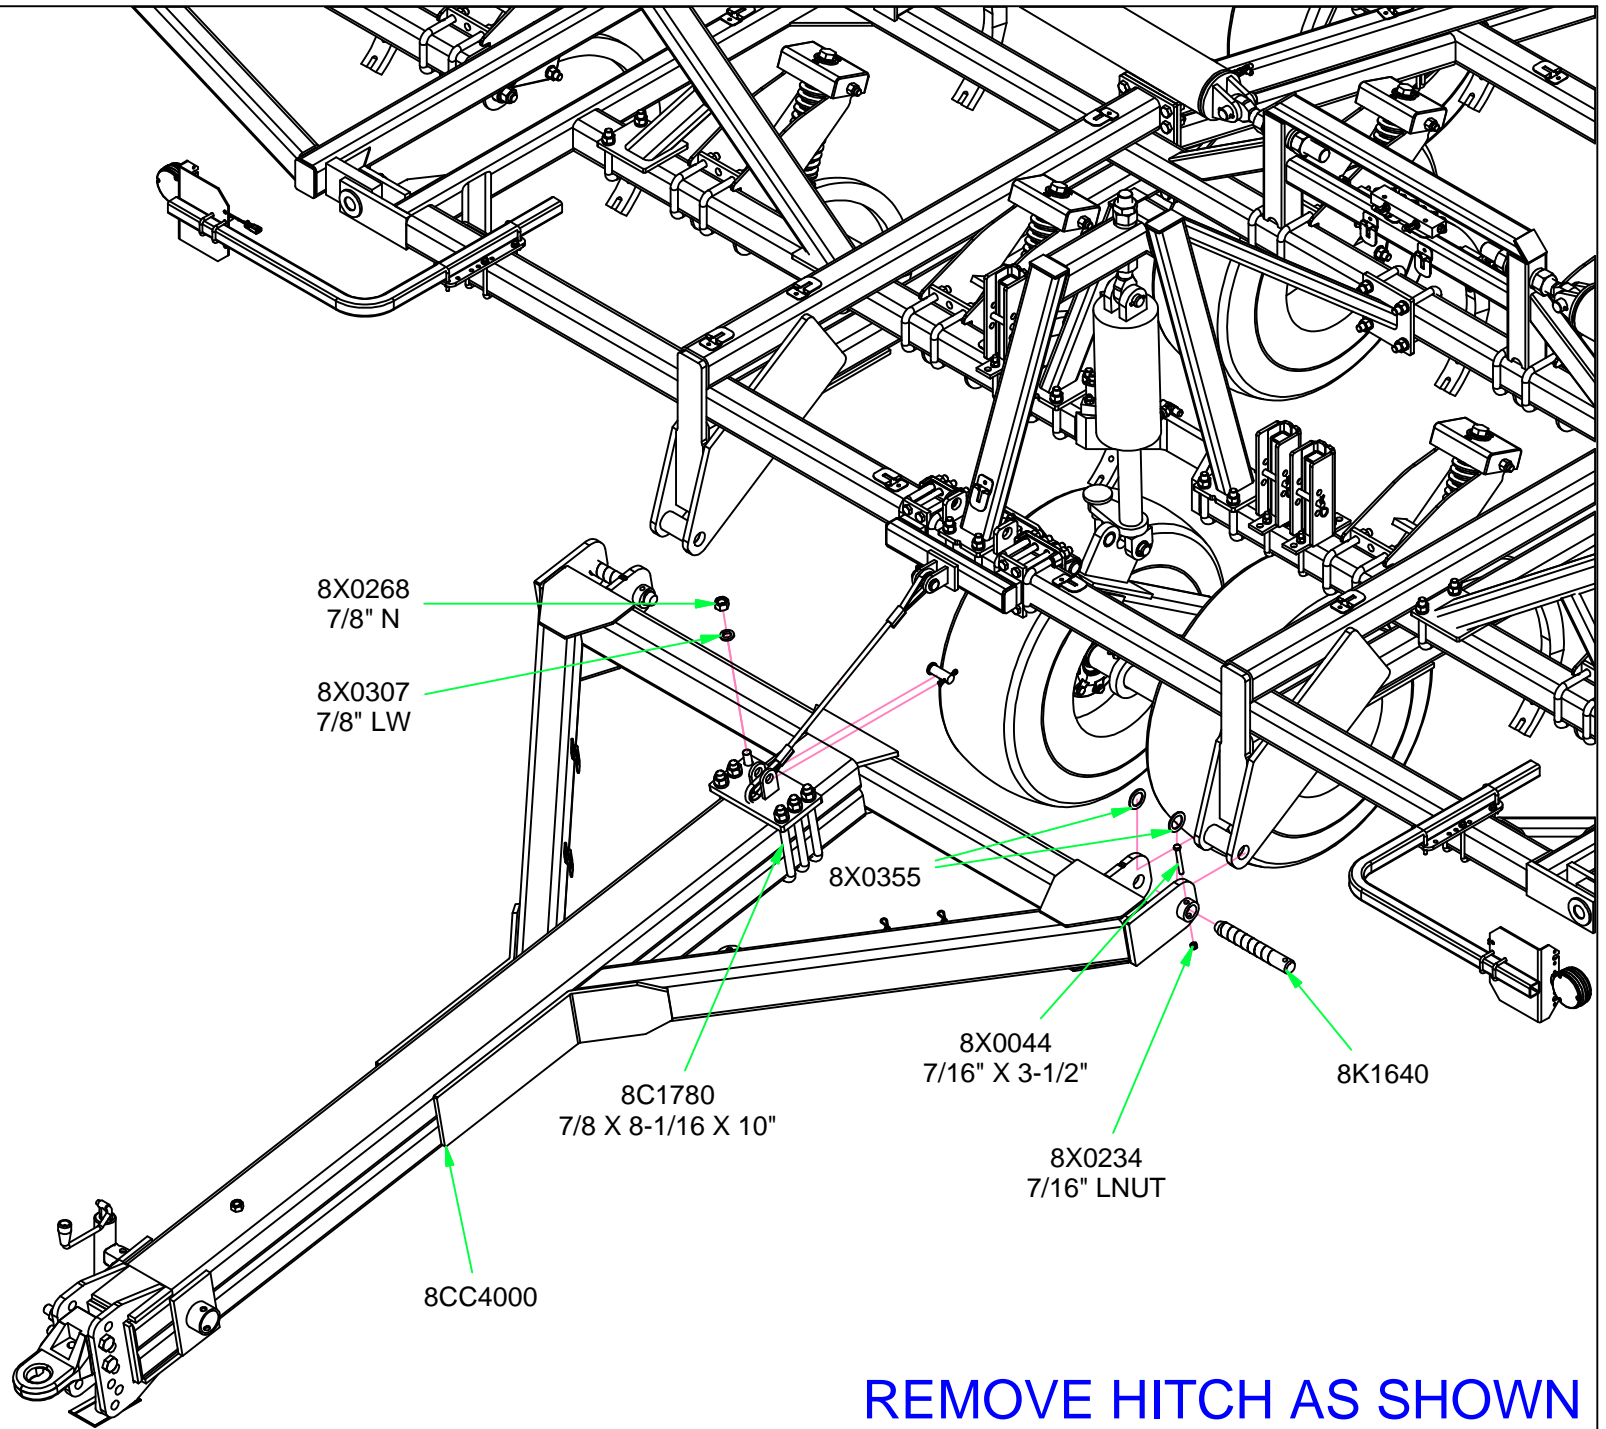 8X0268
7/8" N
8X0307
7/8" LW
8X0355
8X0044
7/16" X 3-1/2"
8K1640
8C1780
7/8 X 8-1/16 X 10"
8X0234
7/16" LNUT
8CC4000
REMOVE HITCH AS SHOWN